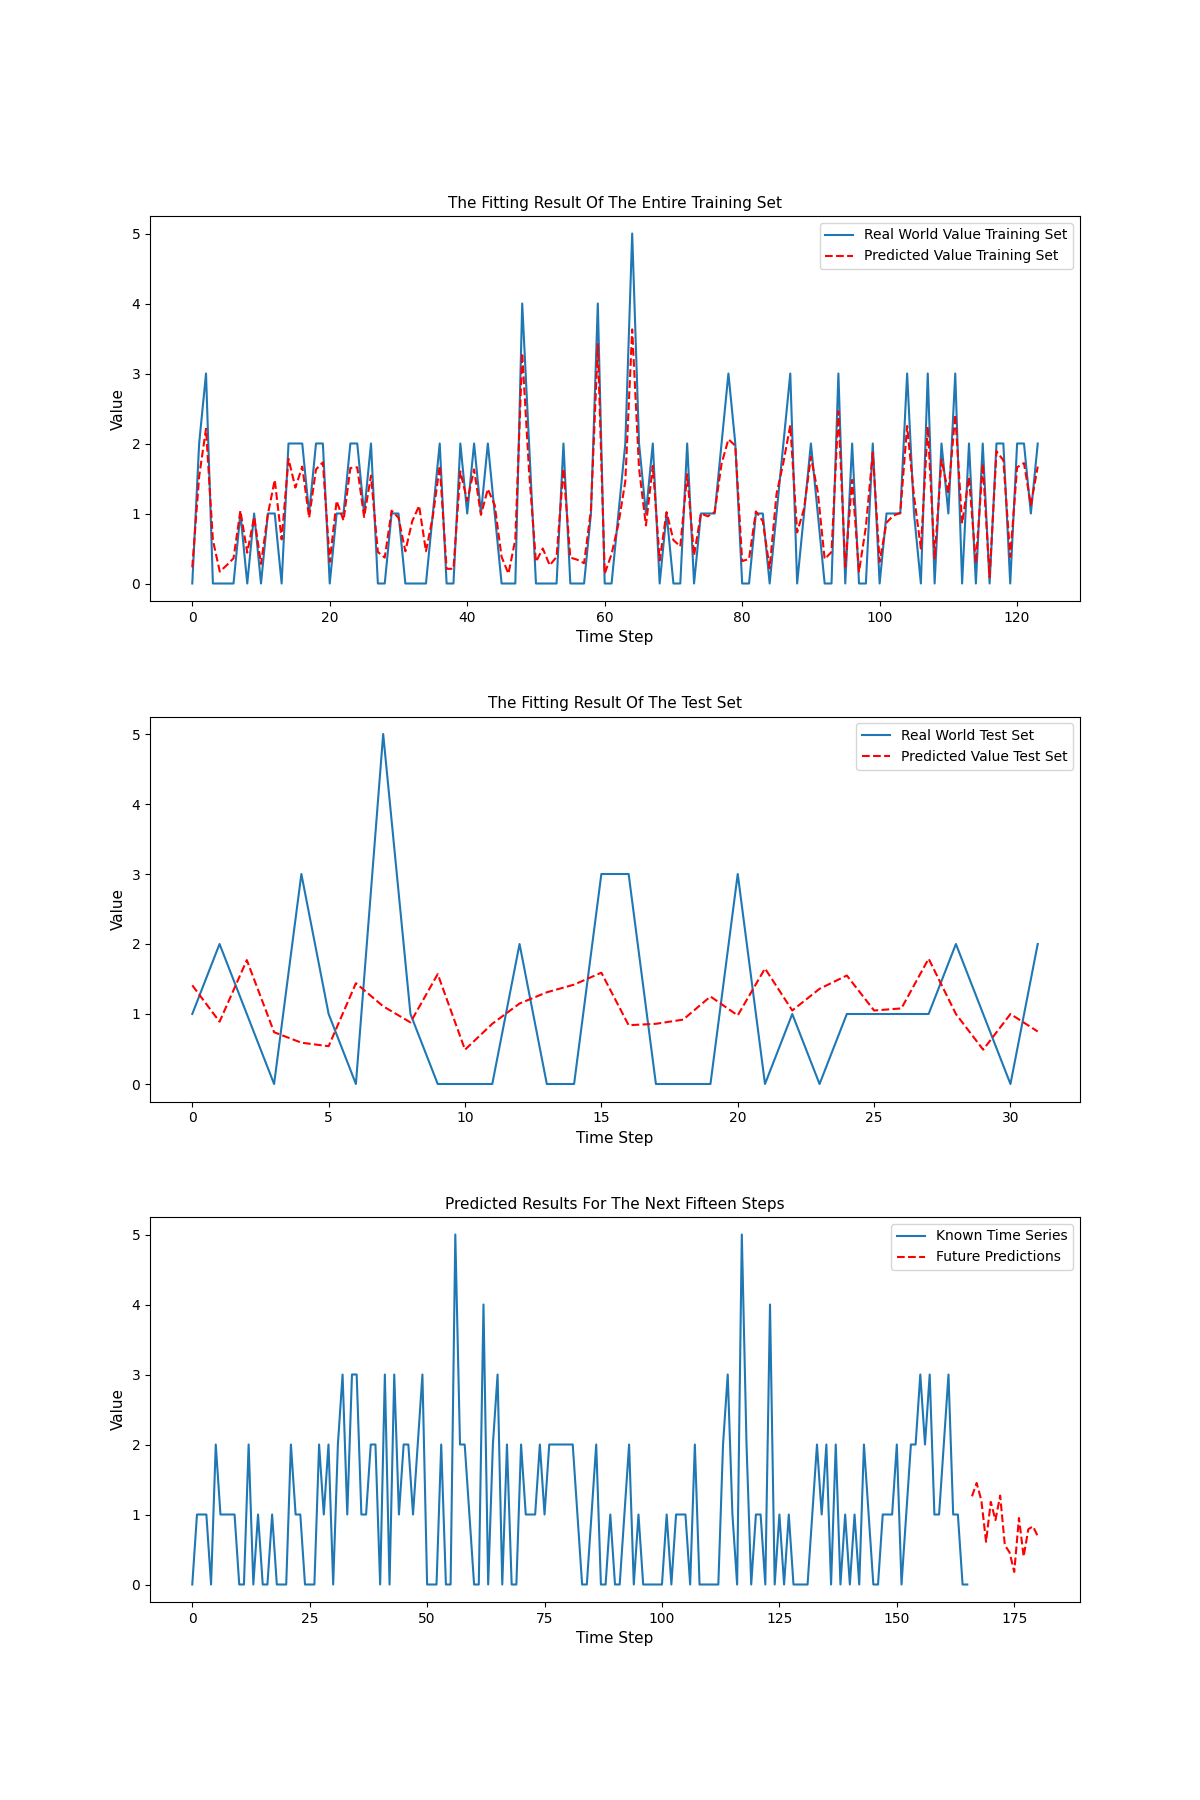 The Fitting Result Of The Entire Training Set
Real World Value Training Set
Predicted Value Training Set
Value
5
4
3
2
1
0
0 20 40 60 80 100 120
Time Step
The Fitting Result Of The Test Set
Real World Test Set
Predicted Value Test Set
Value
5
4
3
2
1
0
0 5 10 15 20 25 30
Time Step
Predicted Results For The Next Fifteen Steps
Known Time Series
Future Predictions
Value
5
4
3
2
1
0
0 25 50 75 100 125 150 175
Time Step